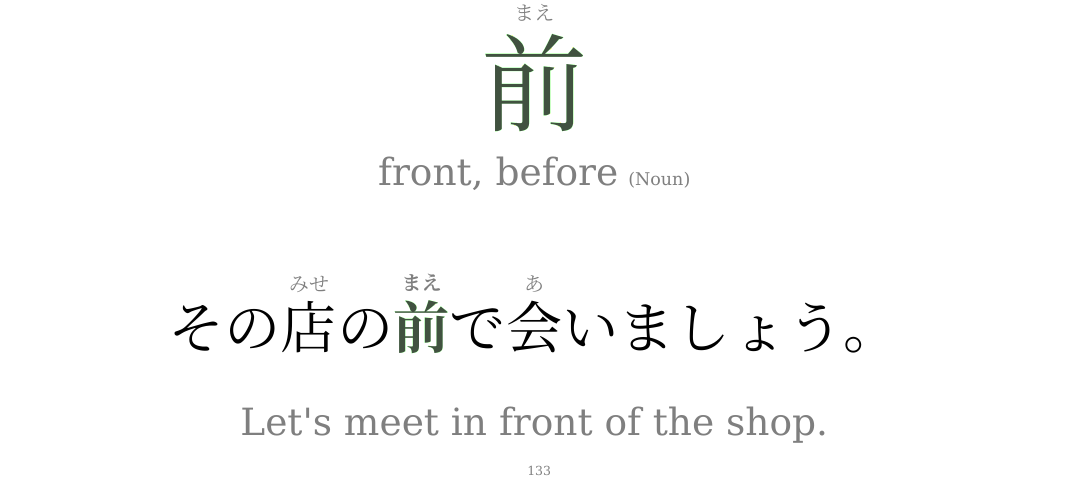 まえ
前
front, before (Noun)
みせ まえ あ
その店の前で会いましょう。
Let's meet in front of the shop.
133